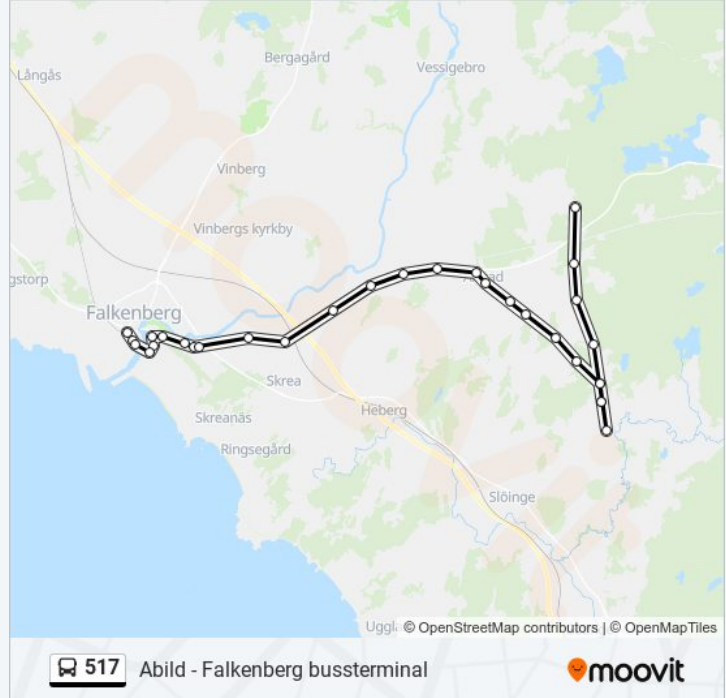 Bergagård
Vessigebro
Långås
Vinberg
Vinbergs kyrkby
gstorp
Falkenberg
Skrea
Heberg
Skreanäs
Ringsegård
Slöinge
Uggl
© OpenStreetMap contributors | © OpenMapTiles
517 Abild - Falkenberg bussterminal
moovit